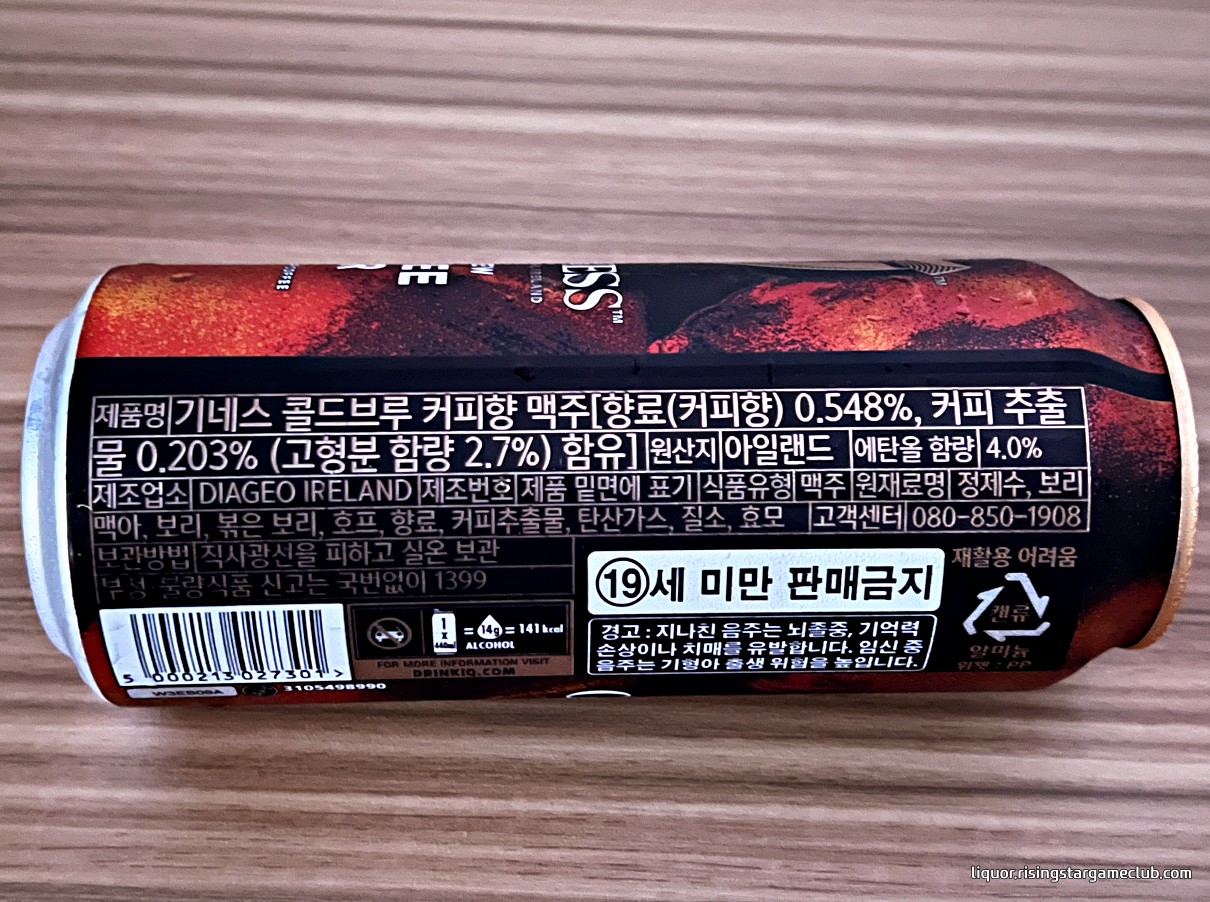 COFFEE
EE
EW
ESS™
IRELAND
TM
제품명 기네스 콜드브루 커피향 맥주[향료(커피향) 0.548%, 커피 추출
물 0.203% (고형분 함량 2.7%) 함유] 원산지 아일랜드 에탄올 함량 4.0%
제조업소 DIAGEO IRELAND 제조번호 제품 밑면에 표기 식품유형 맥주 원재료명 정제수, 보리
맥아, 보리, 볶은 보리, 호프, 향료, 커피추출물, 탄산가스, 질소, 효모 고객센터 080-850-1908
보관방법 직사광선을 피하고 실온 보관
부정·불량식품 신고는 국번없이 1399
19세 미만 판매금지
경고 : 지나친 음주는 뇌졸중, 기억력
손상이나 치매를 유발합니다. 임신 중
음주는 기형아 출생 위험을 높입니다.
재활용 어려움
캔류
알미늄
위젯 : PP
1 x 440ml = 14g = 141 kcal
ALCOHOL
FOR MORE INFORMATION VISIT
DRINKIQ.COM
5 000213 027301 >
3105498990
liquor.risingstargameclub.com